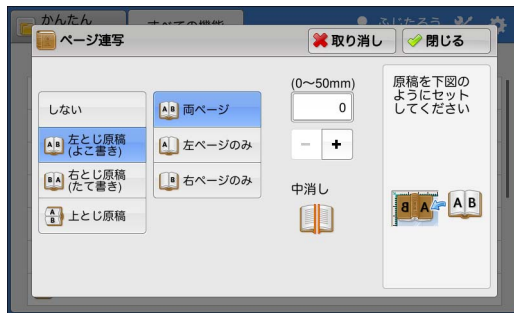 かんたん
すべての機能
ふじたろう
ページ連写
取り消し
閉じる
しない
左とじ原稿
(よこ書き)
右とじ原稿
(たて書き)
上とじ原稿
両ページ
左ページのみ
右ページのみ
(0～50mm)
0
中消し
原稿を下図の
ようにセット
してください
A B